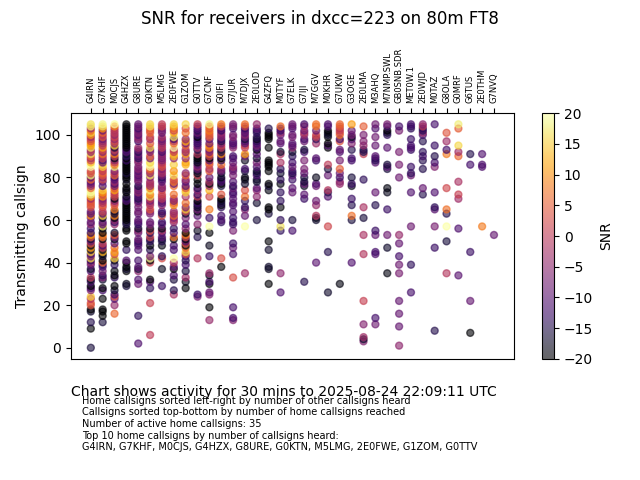 SNR for receivers in dxcc=223 on 80m FT8
G4IRN G7KHF M0CJS G4HZX G8URE G0KTN M5LMG 2E0FWE G1ZOM G0TTV G7CNF G0IFI G7JUR M7DJX 2E0LOD G4ZFQ M0TYF G7ELK G7IJI M7GGV M0KHR G7UKW G3OGE 2E0LMA M3AHQ M7NMP.SWL GB0SNB.SDR MET0W.1 2E0WJD M0TAZ G8OLA G0MRF G6TUS 2E0THM G7NVQ
100
80
60
40
20
0
Transmitting callsign
20
15
10
5
0
−5
−10
−15
−20
SNR
Chart shows activity for 30 mins to 2025-08-24 22:09:11 UTC
Home callsigns sorted left-right by number of other callsigns heard
Callsigns sorted top-bottom by number of home callsigns reached
Number of active home callsigns: 35
Top 10 home callsigns by number of callsigns heard:
G4IRN, G7KHF, M0CJS, G4HZX, G8URE, G0KTN, M5LMG, 2E0FWE, G1ZOM, G0TTV